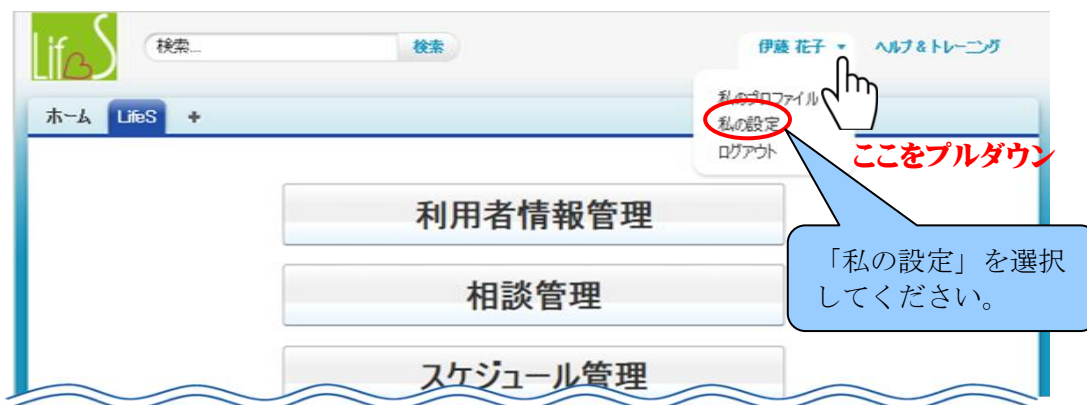 LifeS
検索...
検索
伊藤 花子
ヘルプ & トレーニング
私のプロファイル
私の設定
ログアウト
ホーム
LifeS
+
ここをプルダウン
利用者情報管理
「私の設定」を選択
してください。
相談管理
スケジュール管理